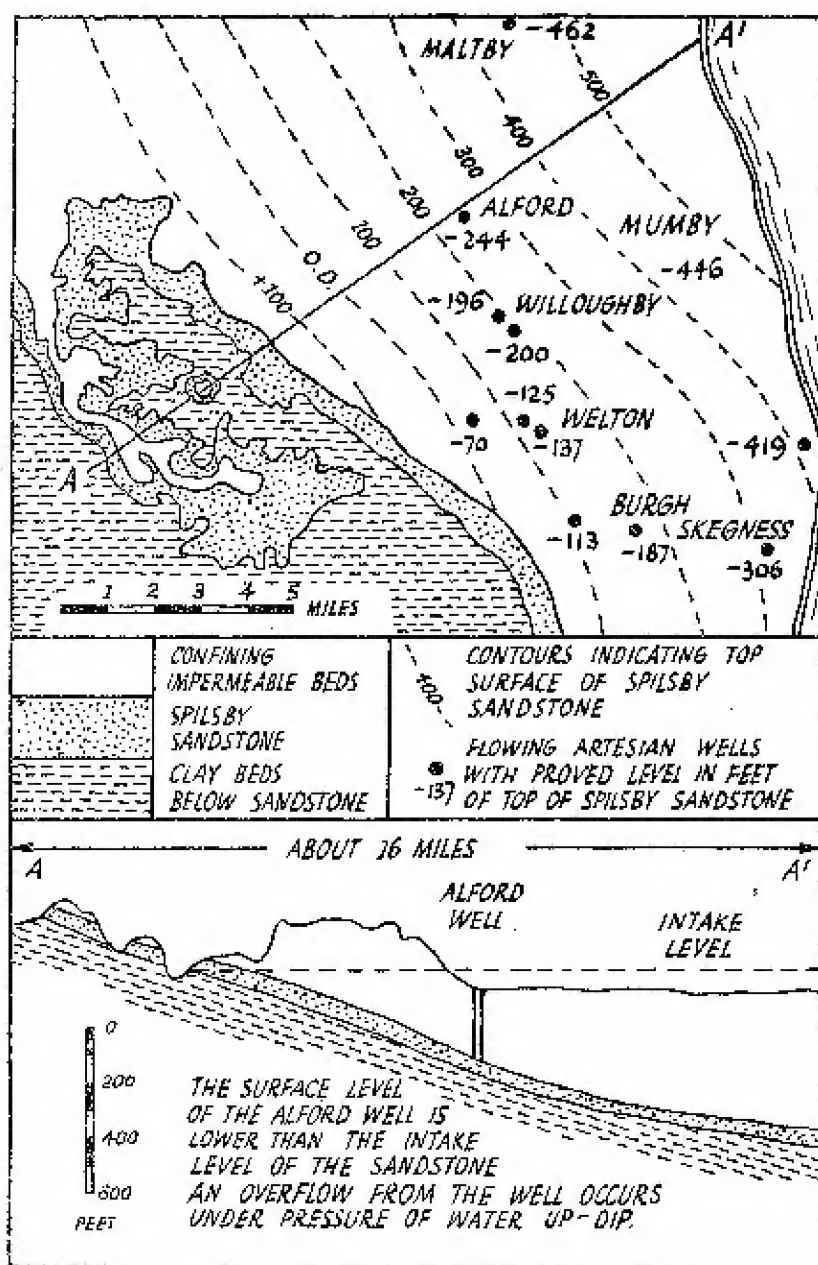 MALTBY
-462
A'
500
400
300
200
100
O.D.
+100
ALFORD
-244
MUMBY
-446
-196
WILLOUGHBY
-200
-125
WELTON
-137
-70
-419
BURGH
-113
-187
SKEGNESS
-306
A
1 2 3 4 5
MILES
CONFINING
IMPERMEABLE BEDS
SPILSBY
SANDSTONE
CLAY BEDS
BELOW SANDSTONE
400
CONTOURS INDICATING TOP
SURFACE OF SPILSBY
SANDSTONE
-137
FLOWING ARTESIAN WELLS
WITH PROVED LEVEL IN FEET
OF TOP OF SPILSBY SANDSTONE
ABOUT 16 MILES
A
A'
ALFORD
WELL
INTAKE
LEVEL
0
200
400
600
FEET
THE SURFACE LEVEL
OF THE ALFORD WELL IS
LOWER THAN THE INTAKE
LEVEL OF THE SANDSTONE
AN OVERFLOW FROM THE WELL OCCURS
UNDER PRESSURE OF WATER UP-DIP.